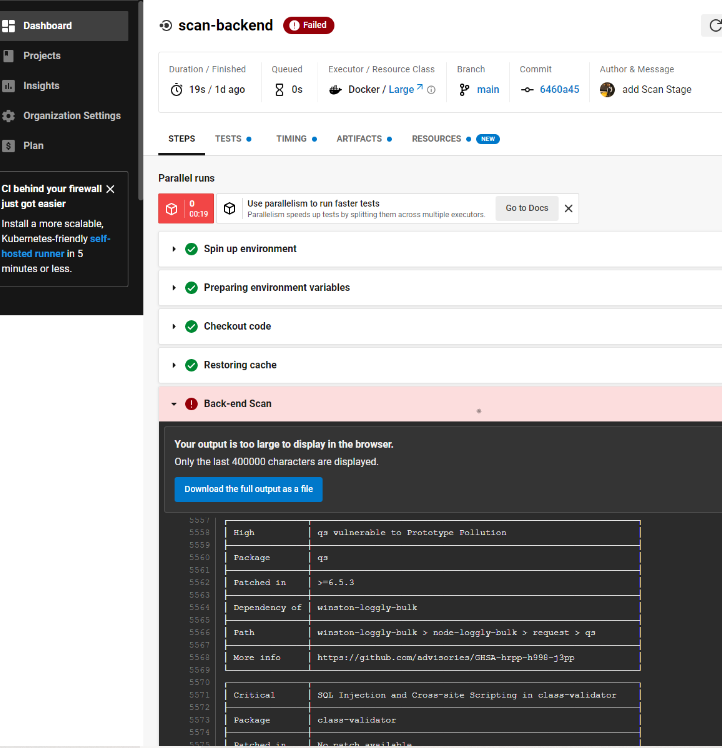 Dashboard
Projects
Insights
Organization Settings
Plan
CI behind your firewall
just got easier
Install a more scalable,
Kubernetes-friendly self-
hosted runner in 5
minutes or less.
scan-backend Failed
Duration / Finished Queued Executor / Resource Class Branch Commit Author & Message
19s / 1d ago 0s Docker / Large main 6460a45 add Scan Stage
STEPS TESTS TIMING ARTIFACTS RESOURCES NEW
Parallel runs
0
00:19
Use parallelism to run faster tests
Parallelism speeds up tests by splitting them across multiple executors.
Go to Docs
Spin up environment
Preparing environment variables
Checkout code
Restoring cache
Back-end Scan
Your output is too large to display in the browser.
Only the last 400000 characters are displayed.
Download the full output as a file
5557
5558 High qs vulnerable to Prototype Pollution
5559
5560 Package qs
5561
5562 Patched in >=6.5.3
5563
5564 Dependency of winston-loggly-bulk
5565
5566 Path winston-loggly-bulk > node-loggly-bulk > request > qs
5567
5568 More info https://github.com/advisories/GHSA-hrpp-h998-j3pp
5569
5570
5571 Critical SQL Injection and Cross-site Scripting in class-validator
5572
5573 Package class-validator
5574
5575 Patched in No patch available